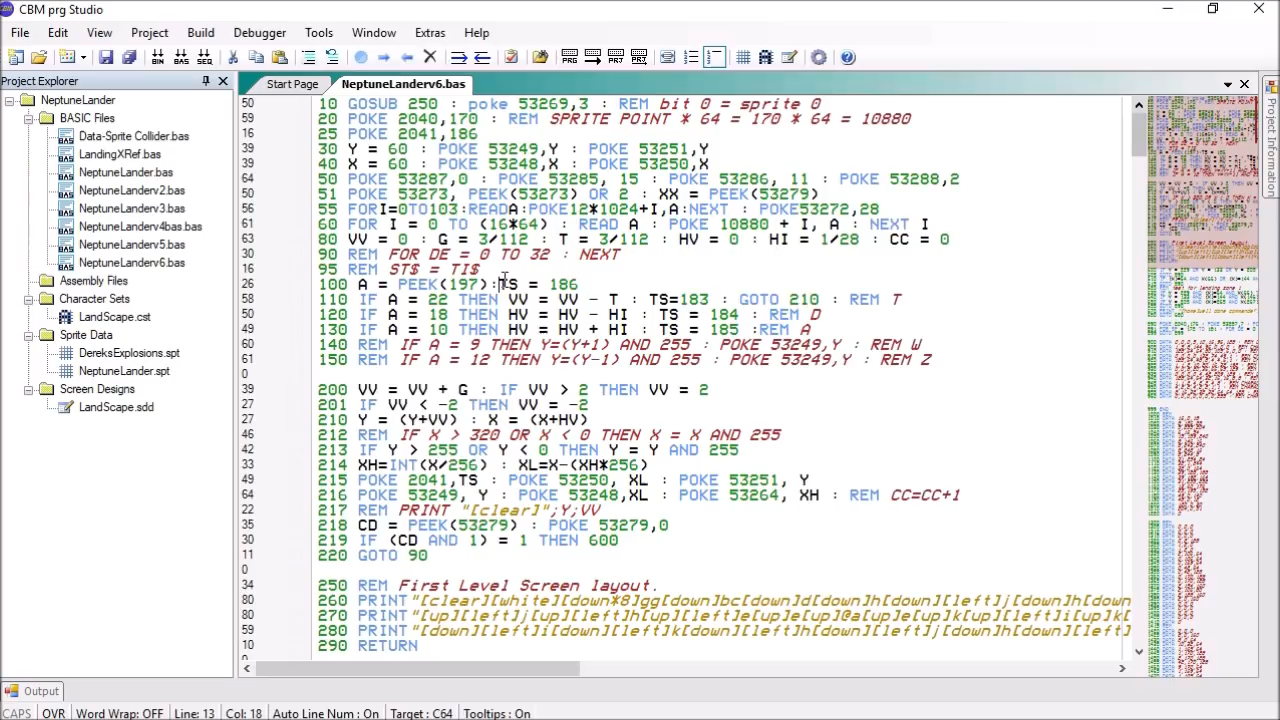 CBM prg Studio
File Edit View Project Build Debugger Tools Window Extras Help
Project Explorer
Start Page NeptuneLanderv6.bas
NeptuneLander
BASIC Files
Data-Sprite Collider.bas
LandingXRef.bas
NeptuneLander.bas
NeptuneLanderv2.bas
NeptuneLanderv3.bas
NeptuneLanderv4bas.bas
NeptuneLanderv5.bas
NeptuneLanderv6.bas
Assembly Files
Character Sets
LandScape.cst
Sprite Data
DereksExplosions.spt
NeptuneLander.spt
Screen Designs
LandScape.sdd
50 10 GOSUB 250 : poke 53269,3 : REM bit 0 = sprite 0
59 20 POKE 2040,170 : REM SPRITE POINT * 64 = 170 * 64 = 10880
16 25 POKE 2041,186
39 30 Y = 60 : POKE 53249,Y : POKE 53251,Y
39 40 X = 60 : POKE 53248,X : POKE 53250,X
64 50 POKE 53287,0 : POKE 53285, 15 : POKE 53286, 11 : POKE 53288,2
50 51 POKE 53273, PEEK(53273) OR 2 : XX = PEEK(53279)
56 55 FORI=0TO103:READA:POKE12*1024+I,A:NEXT : POKE53272,28
61 60 FOR I = 0 TO (16*64) : READ A : POKE 10880 + I, A : NEXT I
63 80 VV = 0 : G = 3/112 : T = 3/112 : HV = 0 : HI = 1/28 : CC = 0
30 90 REM FOR DE = 0 TO 32 : NEXT
16 95 REM ST$ = TI$
26 100 A = PEEK(197):TS = 186
51 110 IF A = 22 THEN VV = VV - T : TS=183 : GOTO 210 : REM T
50 120 IF A = 18 THEN HV = HV - HI : TS = 184 : REM D
49 130 IF A = 10 THEN HV = HV + HI : TS = 185 :REM A
60 140 REM IF A = 9 THEN Y=(Y+1) AND 255 : POKE 53249,Y : REM W
61 150 REM IF A = 12 THEN Y=(Y-1) AND 255 : POKE 53249,Y : REM Z
0
39 200 VV = VV + G : IF VV > 2 THEN VV = 2
27 201 IF VV < -2 THEN VV = -2
27 210 Y = (Y+VV) : X = (X+HV)
46 212 REM IF X > 320 OR X < 0 THEN X = X AND 255
42 213 IF Y > 255 OR Y < 0 THEN Y = Y AND 255
33 214 XH=INT(X/256) : XL=X-(XH*256)
45 215 POKE 2041,TS : POKE 53250, XL : POKE 53251, Y
64 216 POKE 53249, Y : POKE 53248,XL : POKE 53264, XH : REM CC=CC+1
22 217 REM PRINT "[clear]";Y;VV
35 218 CD = PEEK(53279) : POKE 53279,0
30 219 IF (CD AND 1) = 1 THEN 600
11 220 GOTO 90
0
34 250 REM First Level Screen layout.
80 260 PRINT"[clear][white][down*8]gg[down]bc[down]d[down]h[down][left]j[down]h[down
77 270 PRINT"[up][left]j[up][left]h[up][left]e[up]e[up]@a[up]e[up]k[up][left]i[up]k
59 280 PRINT"[down][left]i[down][left]k[down][left]h[down][left]j[down]h[down][left]
10 290 RETURN
0
Project Information
Output
CAPS OVR Word Wrap: OFF Line: 13 Col: 18 Auto Line Num : On Target : C64 Tooltips : On